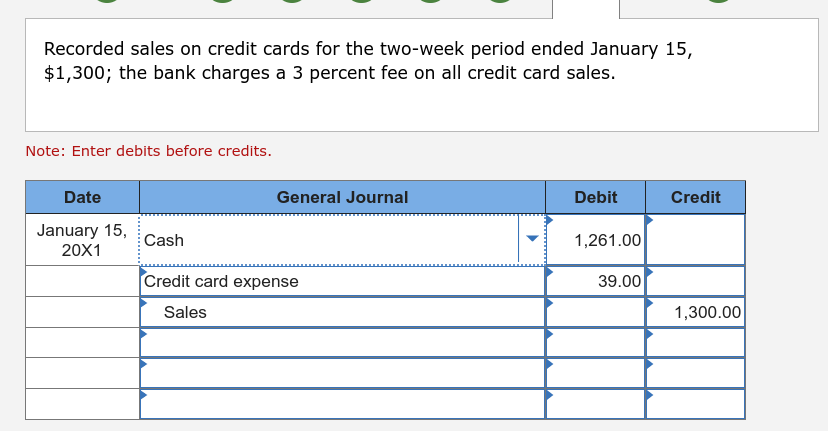 Recorded sales on credit cards for the two-week period ended January 15,
$1,300; the bank charges a 3 percent fee on all credit card sales.
Note: Enter debits before credits.
Date General Journal Debit Credit
January 15,
20X1 Cash 1,261.00
Credit card expense 39.00
Sales 1,300.00